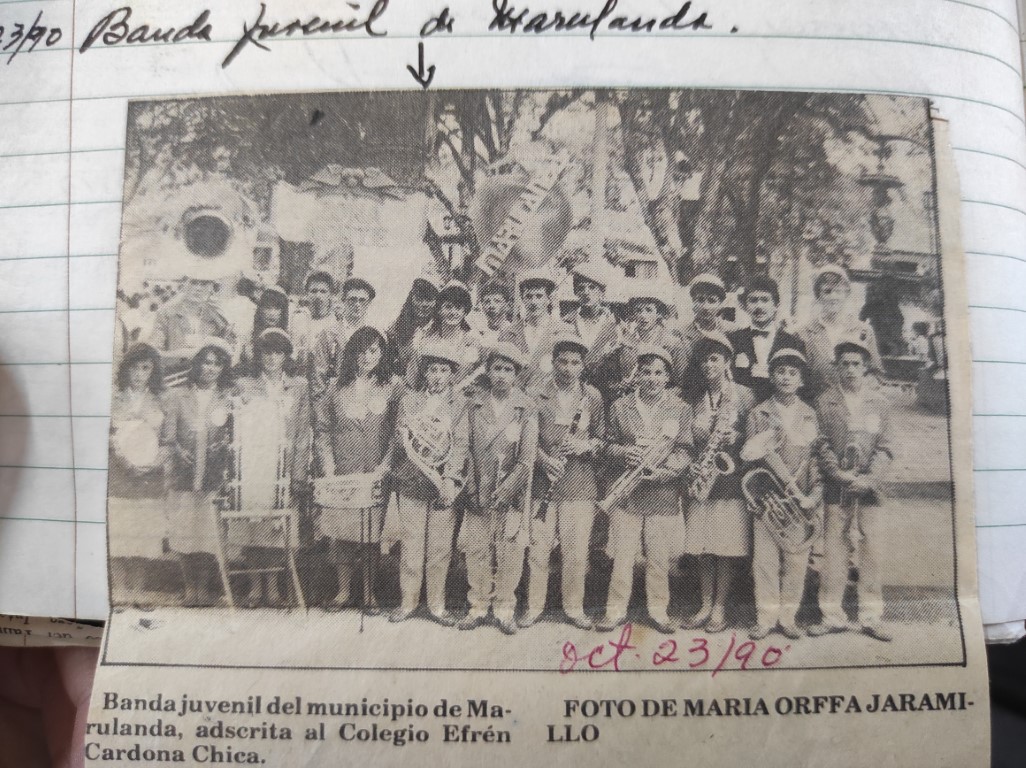 23/90 Banda juvenil de Marulanda.
Oct. 23/90
Banda juvenil del municipio de Ma-
rulanda, adscrita al Colegio Efrén
Cardona Chica.
FOTO DE MARIA ORFFA JARAMI-
LLO